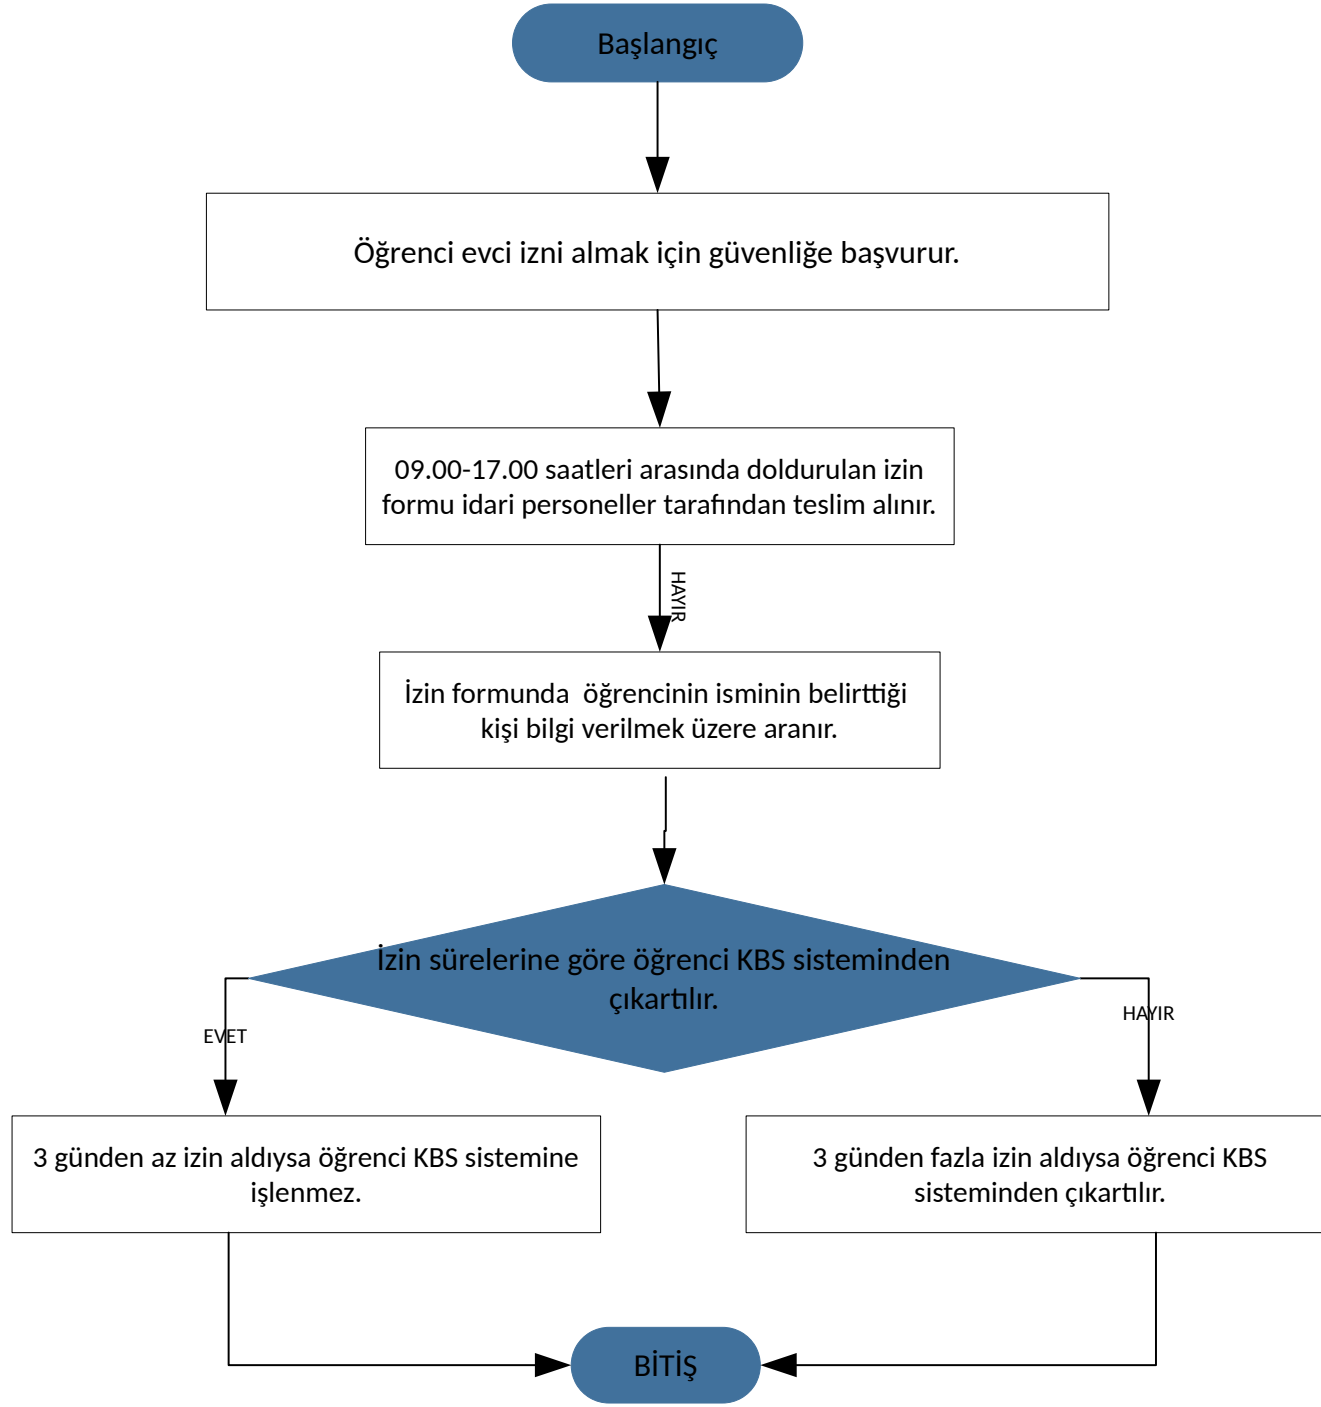 Başlangıç
Öğrenci evci izni almak için güvenliğe başvurur.
09.00-17.00 saatleri arasında doldurulan izin
formu idari personeller tarafından teslim alınır.
HAYIR
İzin formunda  öğrencinin isminin belirttiği
kişi bilgi verilmek üzere aranır.
İzin sürelerine göre öğrenci KBS sisteminden
çıkartılır.
EVET
HAYIR
3 günden az izin aldıysa öğrenci KBS sistemine
işlenmez.
3 günden fazla izin aldıysa öğrenci KBS
sisteminden çıkartılır.
BİTİŞ